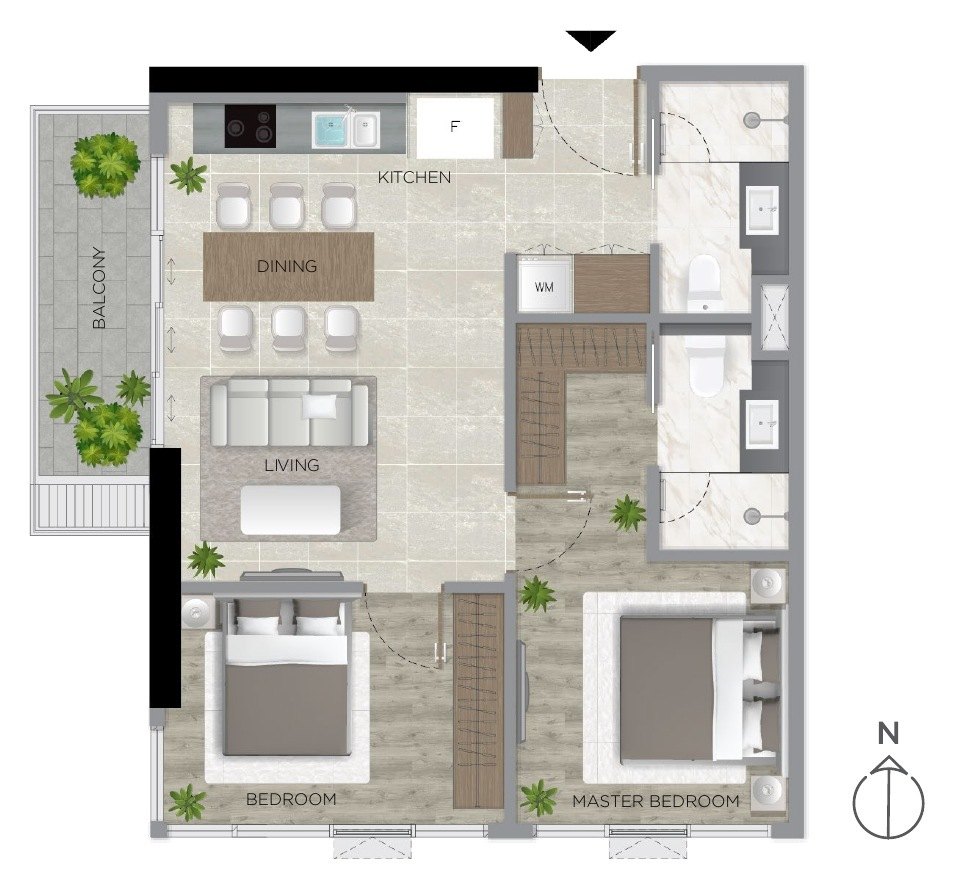 F
KITCHEN
DINING
BALCONY
WM
LIVING
N
BEDROOM
MASTER BEDROOM